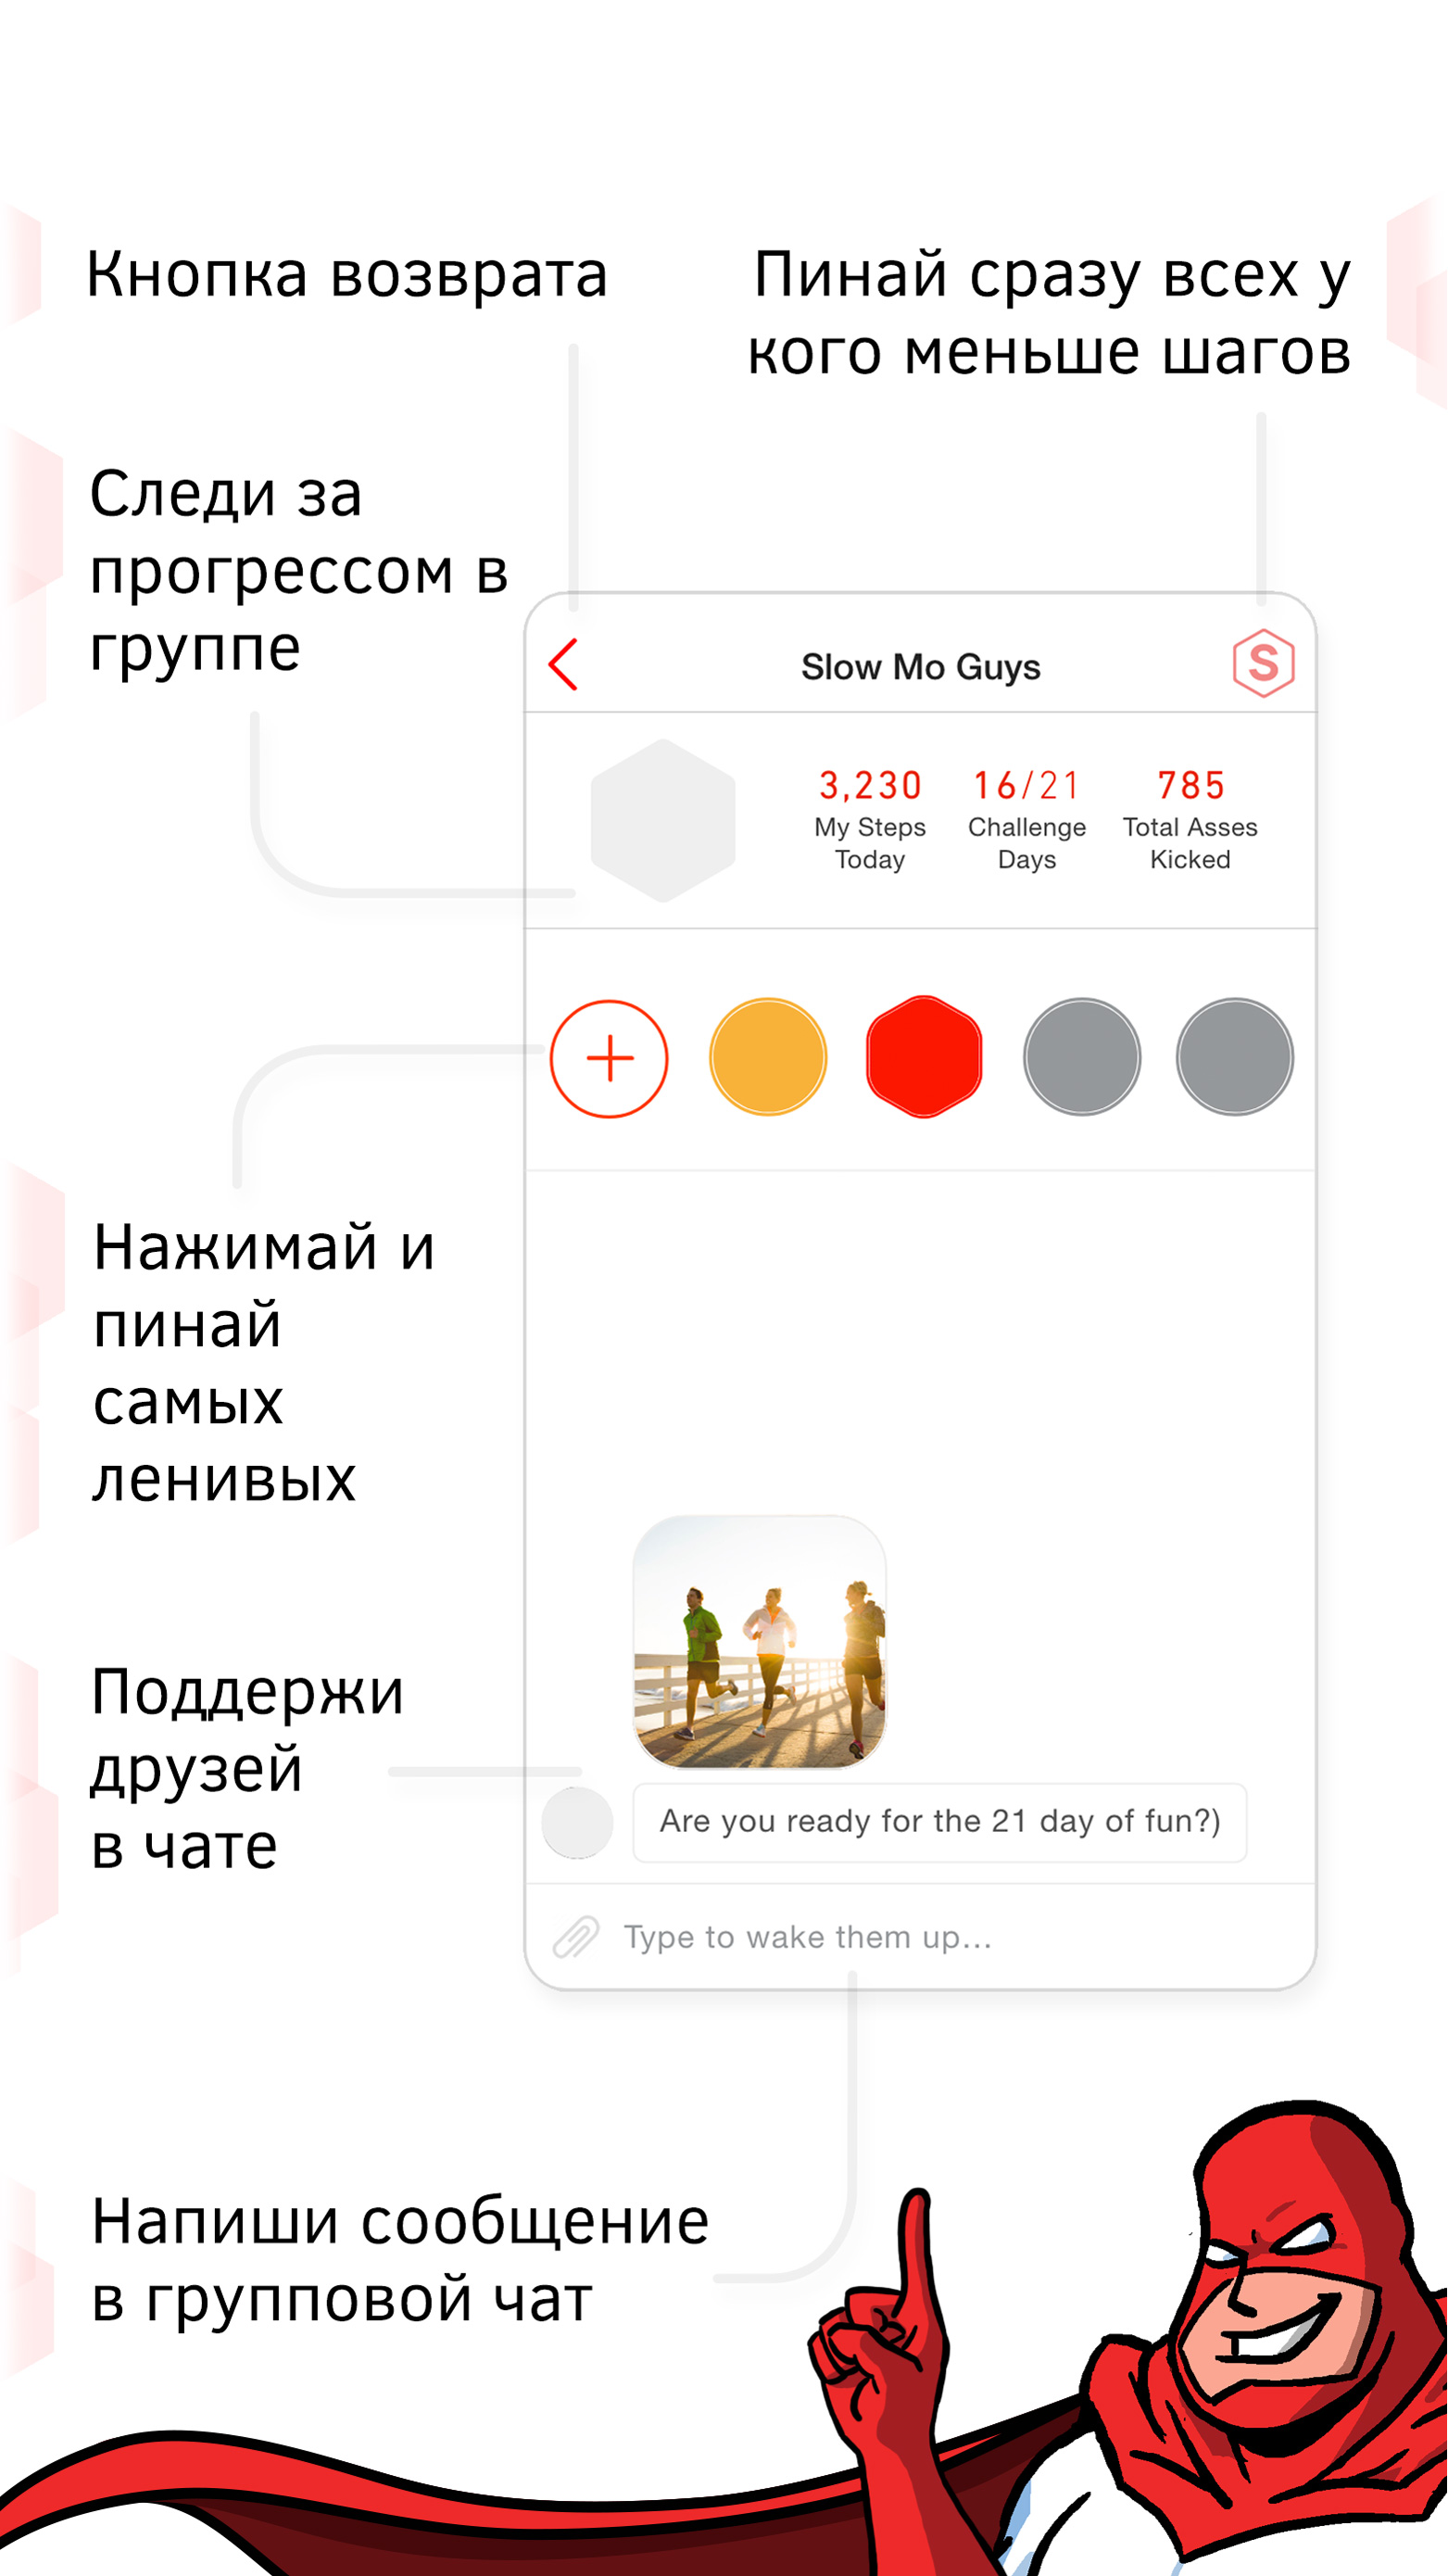 Кнопка возврата
Пинай сразу всех у
кого меньше шагов
Следи за
прогрессом в
группе
Slow Mo Guys
S
3,230
My Steps
Today
16/21
Challenge
Days
785
Total Asses
Kicked
Нажимай и
пинай
самых
ленивых
Поддержи
друзей
в чате
Are you ready for the 21 day of fun?)
Type to wake them up...
Напиши сообщение
в групповой чат